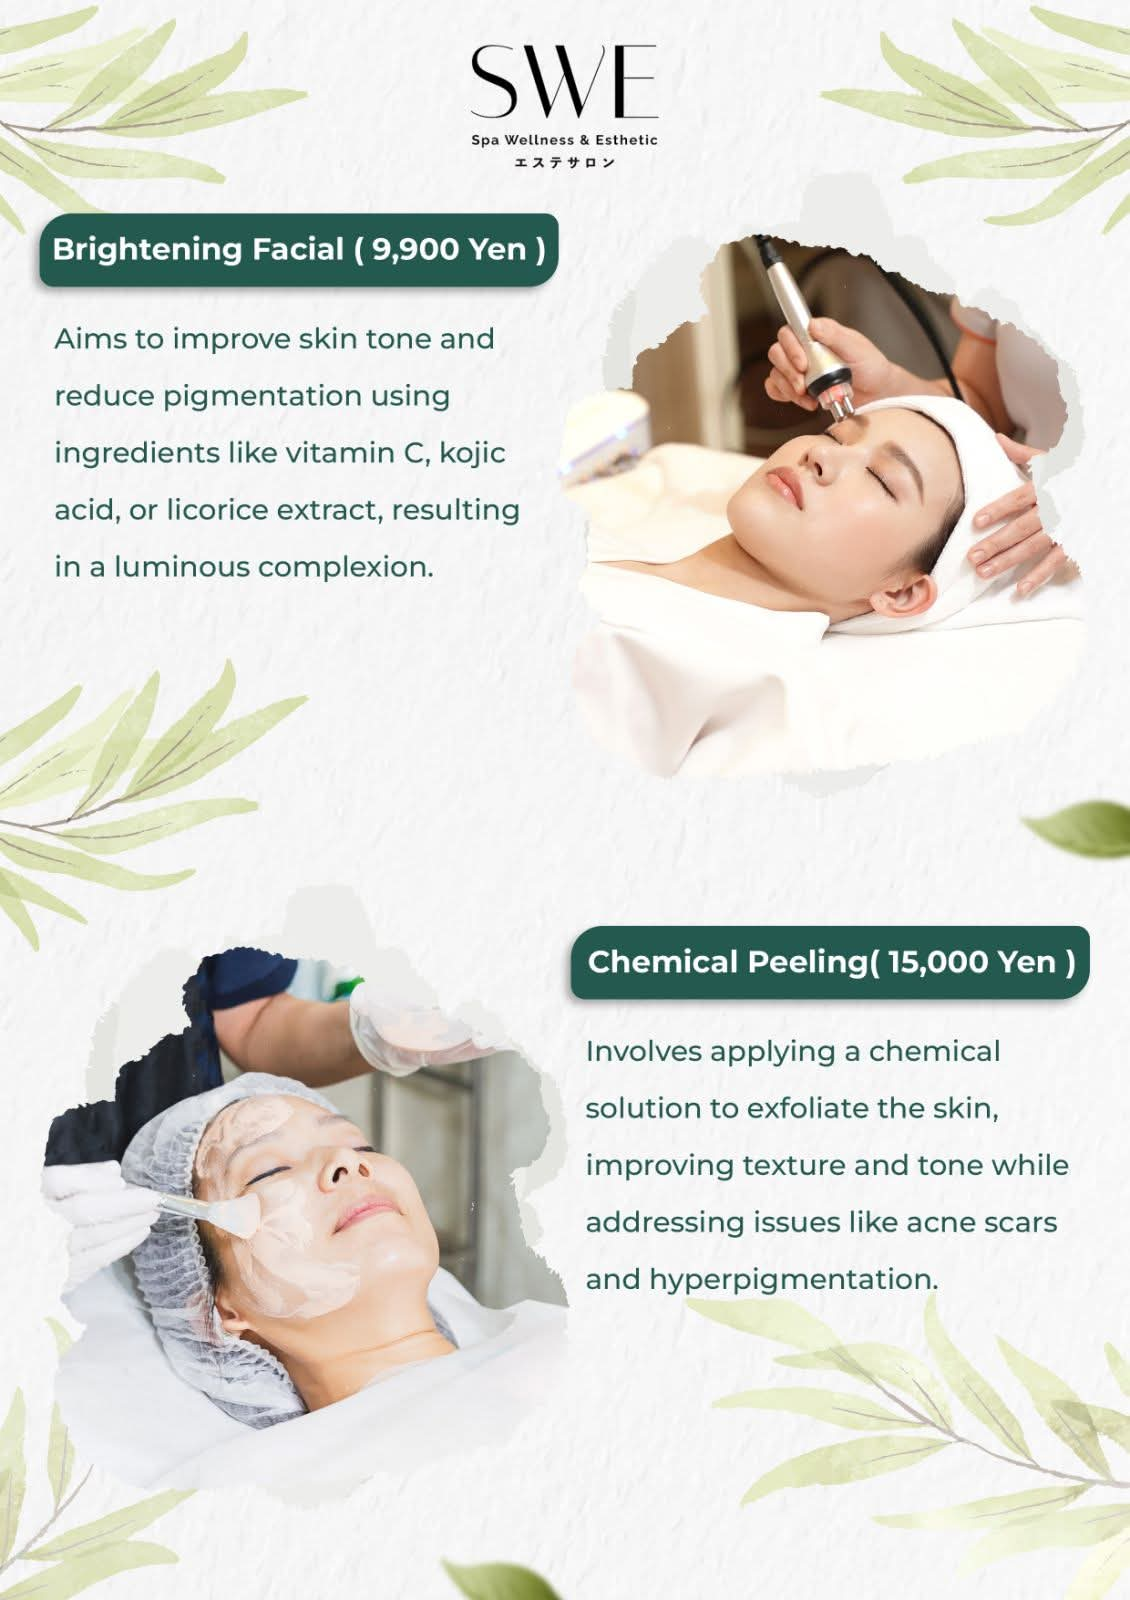 SWE
Spa Wellness & Esthetic
エステサロン
Brightening Facial ( 9,900 Yen )
Aims to improve skin tone and
reduce pigmentation using
ingredients like vitamin C, kojic
acid, or licorice extract, resulting
in a luminous complexion.
Chemical Peeling( 15,000 Yen )
Involves applying a chemical
solution to exfoliate the skin,
improving texture and tone while
addressing issues like acne scars
and hyperpigmentation.